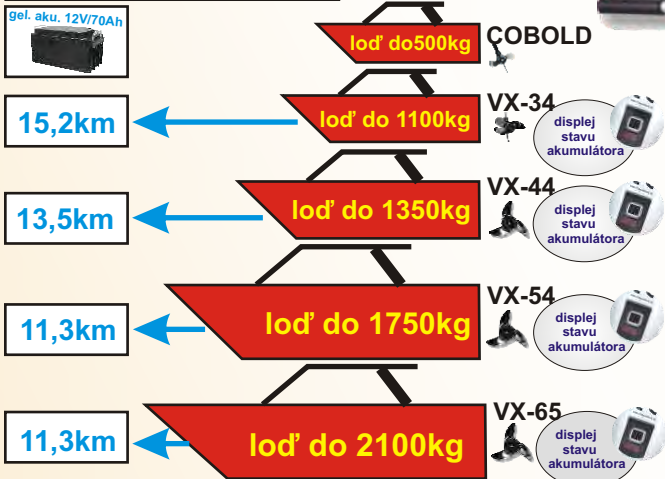 gel. aku. 12V/70Ah
loď do500kg
COBOLD
15,2km
loď do 1100kg
VX-34
displej
stavu
akumulátora
13,5km
loď do 1350kg
VX-44
displej
stavu
akumulátora
11,3km
loď do 1750kg
VX-54
displej
stavu
akumulátora
11,3km
loď do 2100kg
VX-65
displej
stavu
akumulátora